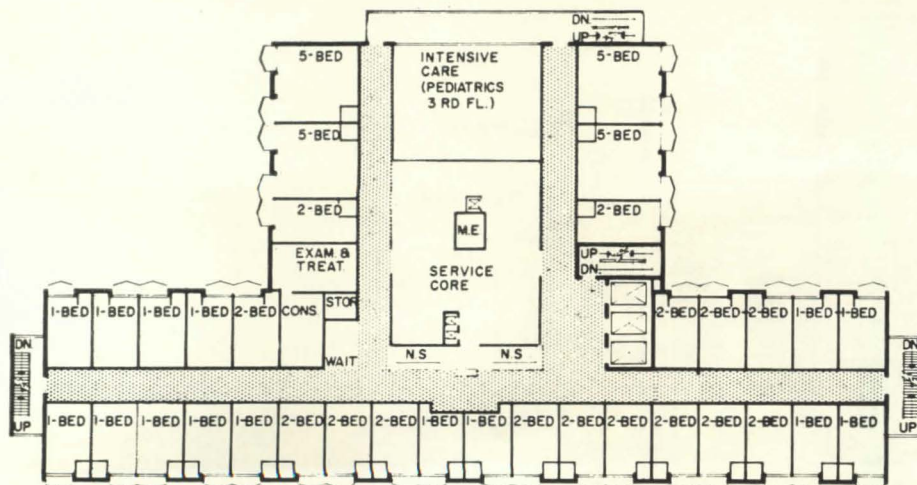 DN.
UP
5-BED
INTENSIVE
CARE
(PEDIATRICS
3 RD FL.)
5-BED
5-BED
5-BED
2-BED
2-BED
M.E.
EXAM. &
TREAT.
SERVICE
CORE
UP
DN.
1-BED 1-BED 1-BED 1-BED 2-BED CONS. STOR 2-BED 2-BED 2-BED 1-BED 1-BED
DN.
WAIT
N.S
N.S
DN.
UP
1-BED 1-BED 1-BED 1-BED 1-BED 2-BED 2-BED 2-BED 1-BED 1-BED 2-BED 2-BED 2-BED 2-BED 2-BED 2-BED 1-BED 1-BED
UP